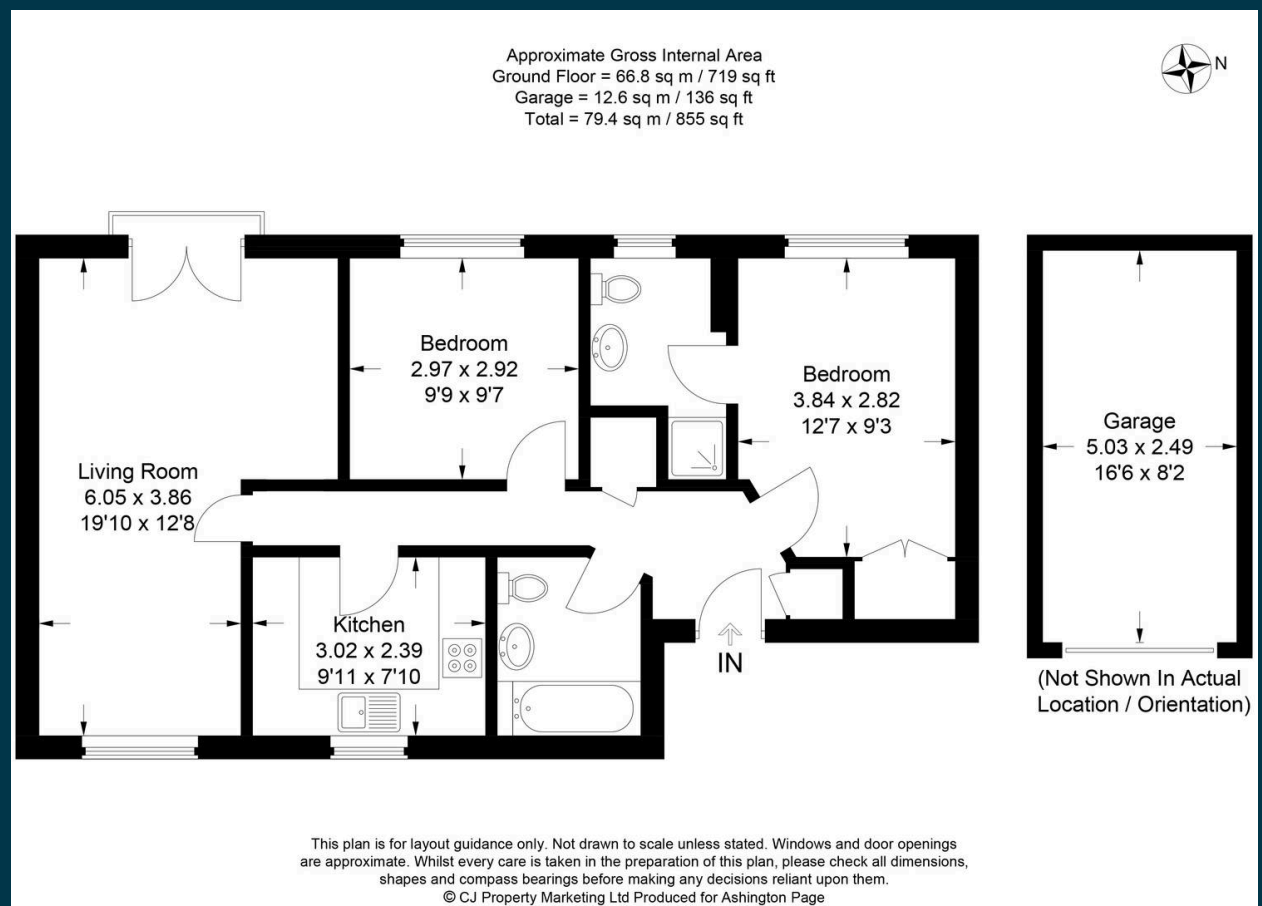 Approximate Gross Internal Area
Ground Floor = 66.8 sq m / 719 sq ft
Garage = 12.6 sq m / 136 sq ft
Total = 79.4 sq m / 855 sq ft
N
Living Room
6.05 x 3.86
19'10 x 12'8
Bedroom
2.97 x 2.92
9'9 x 9'7
Bedroom
3.84 x 2.82
12'7 x 9'3
Kitchen
3.02 x 2.39
9'11 x 7'10
IN
Garage
5.03 x 2.49
16'6 x 8'2
(Not Shown In Actual
Location / Orientation)
This plan is for layout guidance only. Not drawn to scale unless stated. Windows and door openings
are approximate. Whilst every care is taken in the preparation of this plan, please check all dimensions,
shapes and compass bearings before making any decisions reliant upon them.
© CJ Property Marketing Ltd Produced for Ashington Page